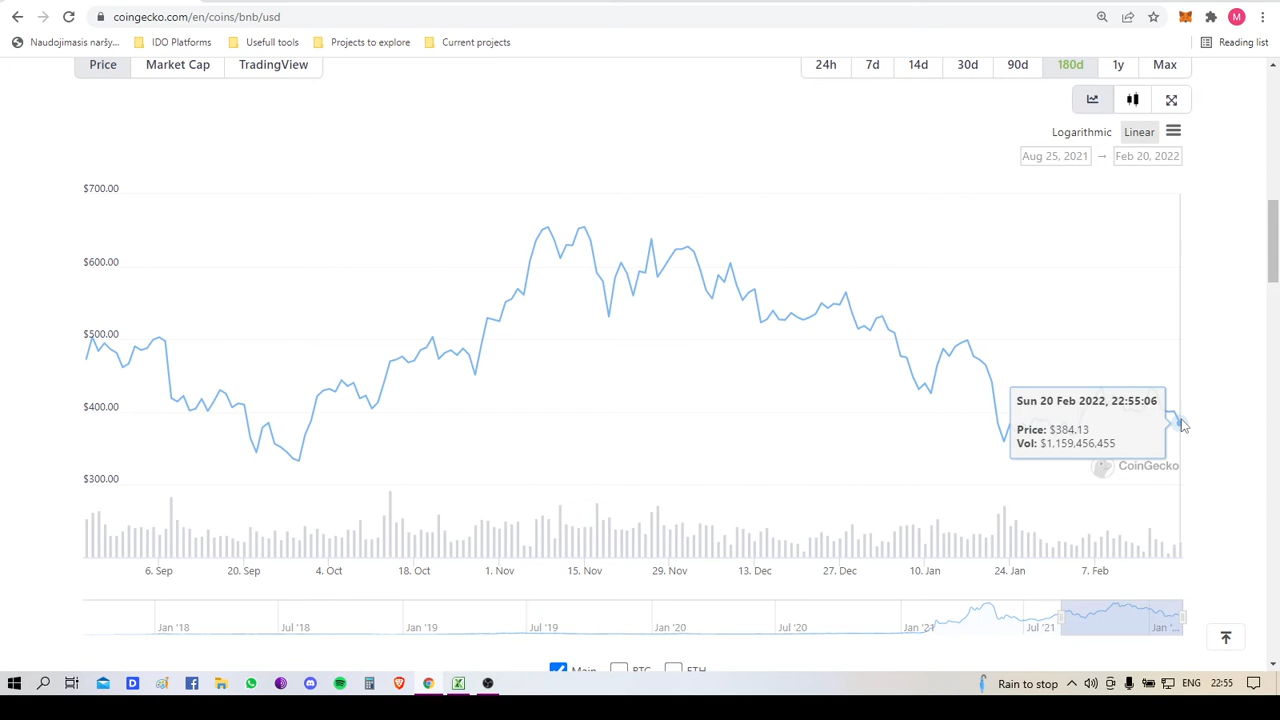 coingecko.com/en/coins/bnb/usd
M
Naudojimasis naršy... IDO Platforms Usefull tools Projects to explore Current projects Reading list
Price Market Cap TradingView 24h 7d 14d 30d 90d 180d 1y Max
Logarithmic Linear
Aug 25, 2021 → Feb 20, 2022
$700.00
$600.00
$500.00
$400.00
$300.00
Sun 20 Feb 2022, 22:55:06
Price: $384.13
Vol: $1,159,456,455
CoinGecko
6. Sep 20. Sep 4. Oct 18. Oct 1. Nov 15. Nov 29. Nov 13. Dec 27. Dec 10. Jan 24. Jan 7. Feb
Jan '18 Jul '18 Jan '19 Jul '19 Jan '20 Jul '20 Jan '21 Jul '21 Jan '...
Main BTC ETH
Rain to stop ENG 22:55